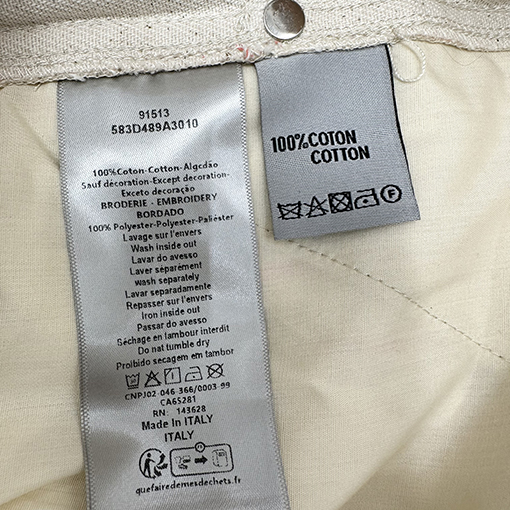 91513
583D489A3010
100%Coton-Cotton-Algodão
Sauf décoration-Except decoration-
Exceto decoração
BRODERIE - EMBROIDERY
BORDADO
100% Polyester-Polyester-Poliéster
Lavage sur l'envers
Wash inside out
Lavar do avesso
Laver séparément
wash separately
Lavar separadamente
Repasser sur l'envers
Iron inside out
Passar do avesso
Séchage en tambour interdit
Do not tumble dry
Proibido secagem em tambor
CNPJ02 046 366/0003-99
CA65281
RN: 143628
Made In ITALY
ITALY
quefairedemesdechets.fr
100%COTON
COTTON
F